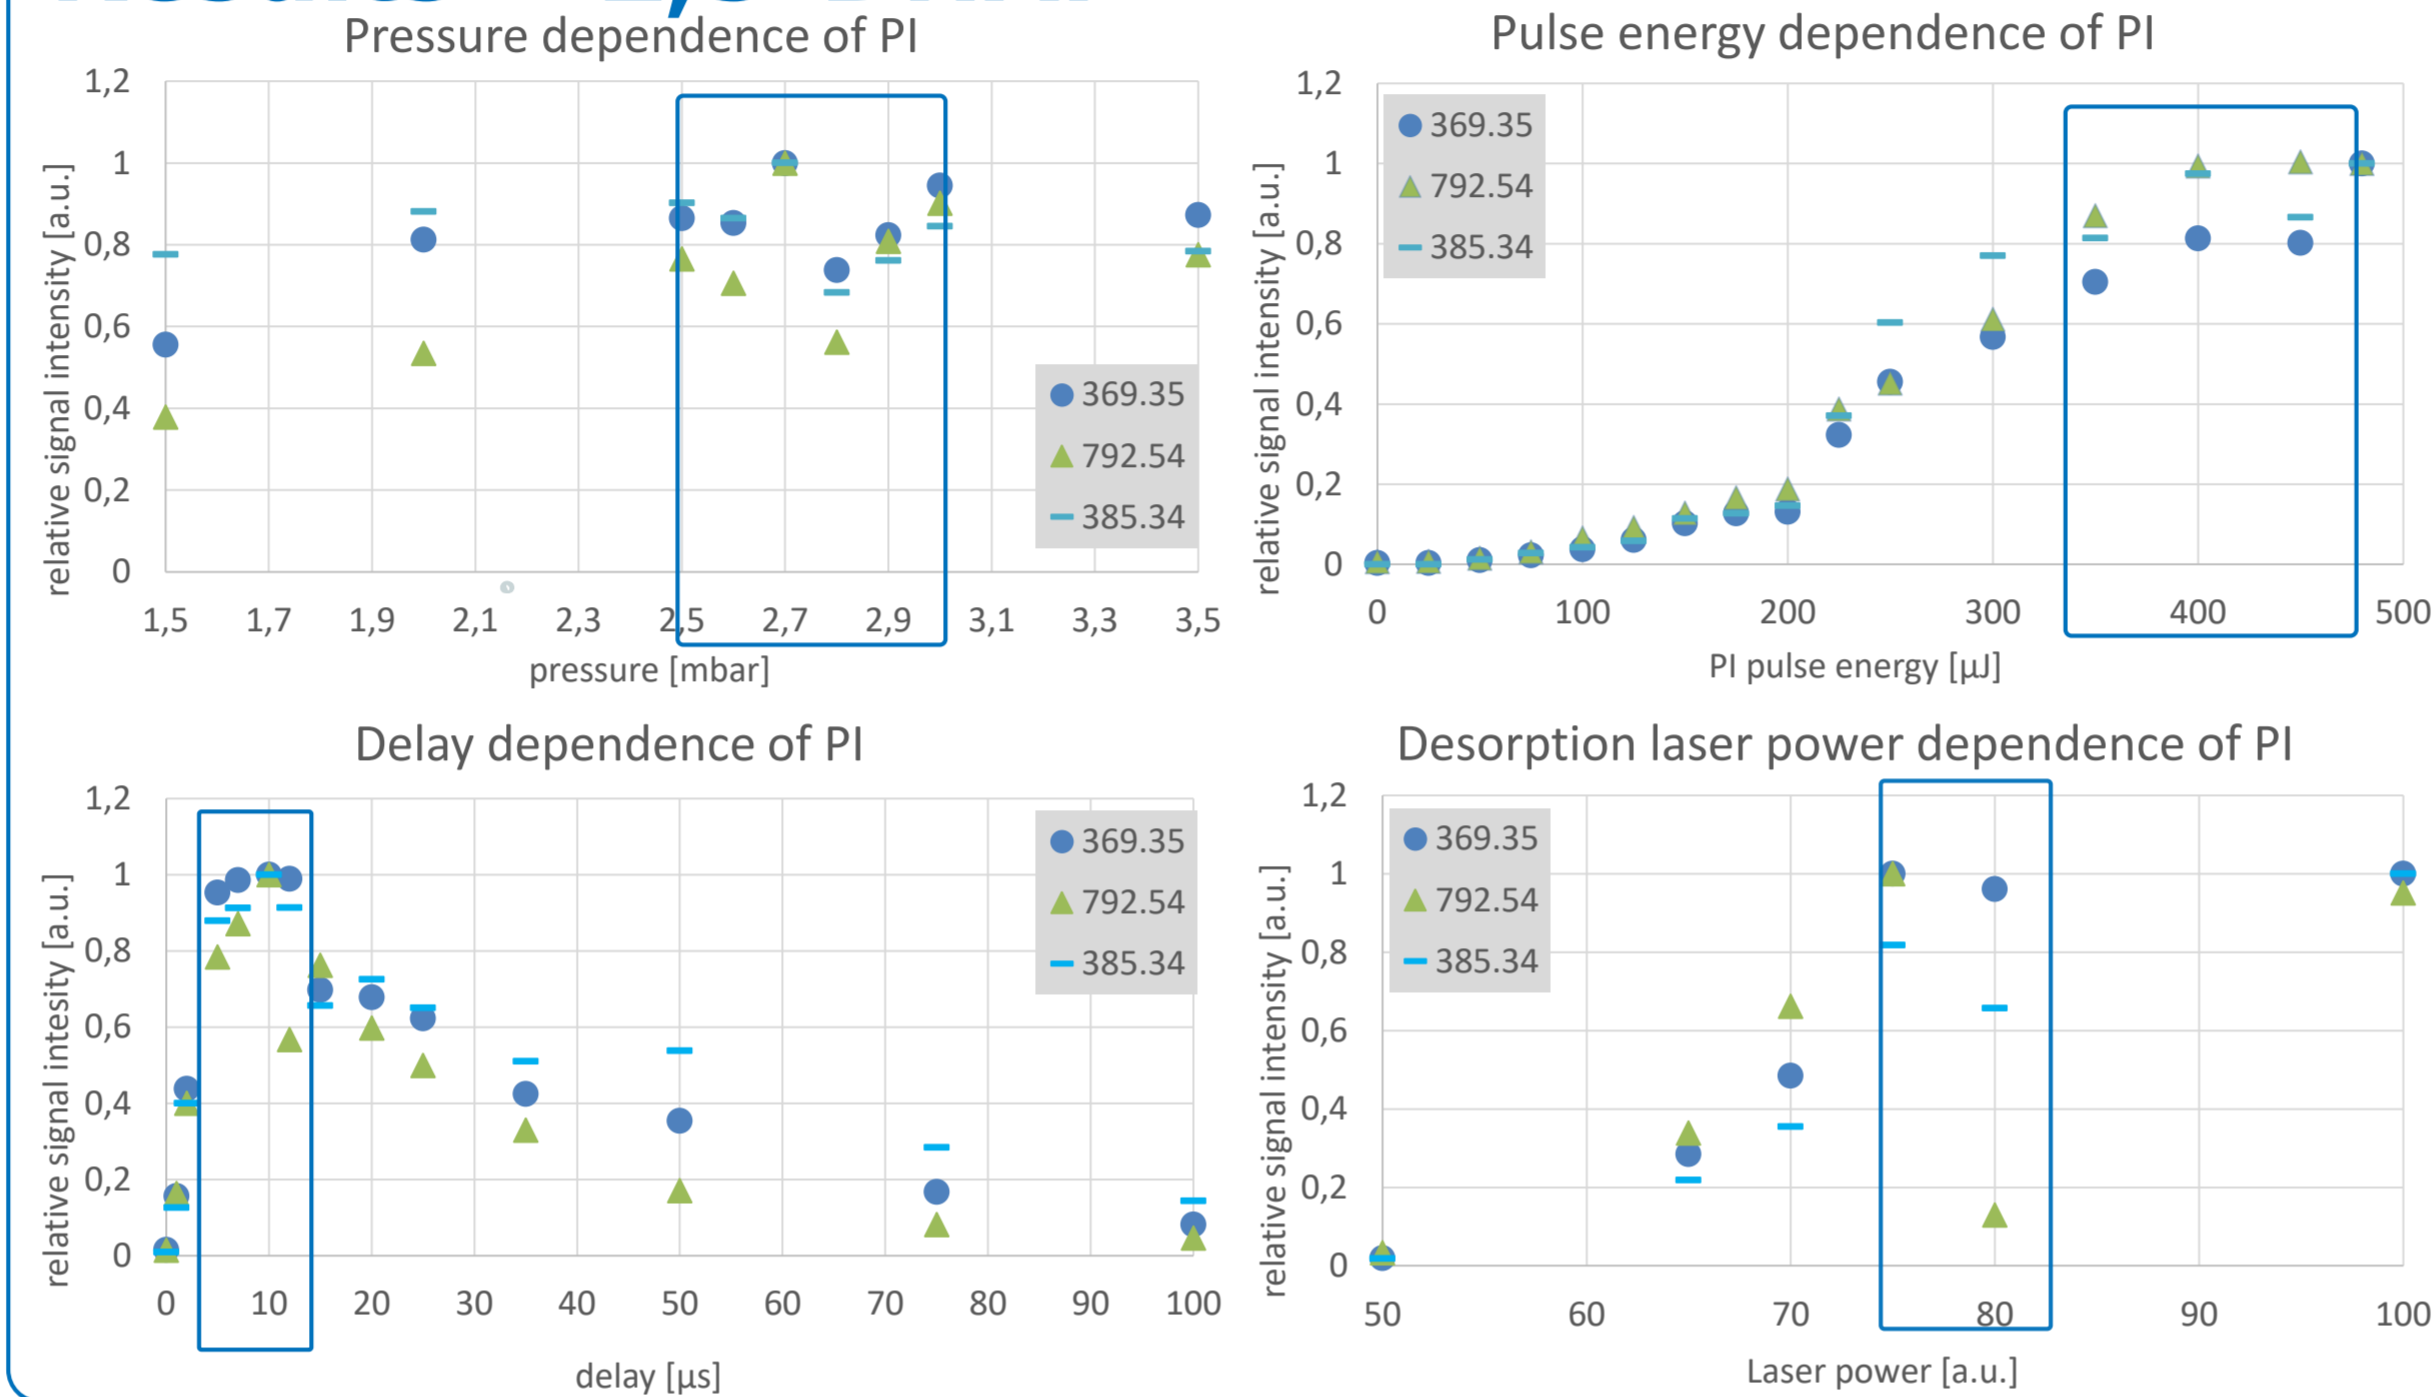 Pressure dependence of PI
1,2
1
0,8
0,6
0,4
0,2
0
relative signal intensity [a.u.]
369.35
792.54
385.34
1,5 1,7 1,9 2,1 2,3 2,5 2,7 2,9 3,1 3,3 3,5
pressure [mbar]
Pulse energy dependence of PI
1,2
1
0,8
0,6
0,4
0,2
0
relative signal intensity [a.u.]
369.35
792.54
385.34
0 100 200 300 400 500
PI pulse energy [µJ]
Delay dependence of PI
1,2
1
0,8
0,6
0,4
0,2
0
relative signal intesity [a.u.]
369.35
792.54
385.34
0 10 20 30 40 50 60 70 80 90 100
delay [µs]
Desorption laser power dependence of PI
1,2
1
0,8
0,6
0,4
0,2
0
relative signal intensity [a.u.]
369.35
792.54
385.34
50 60 70 80 90 100
Laser power [a.u.]